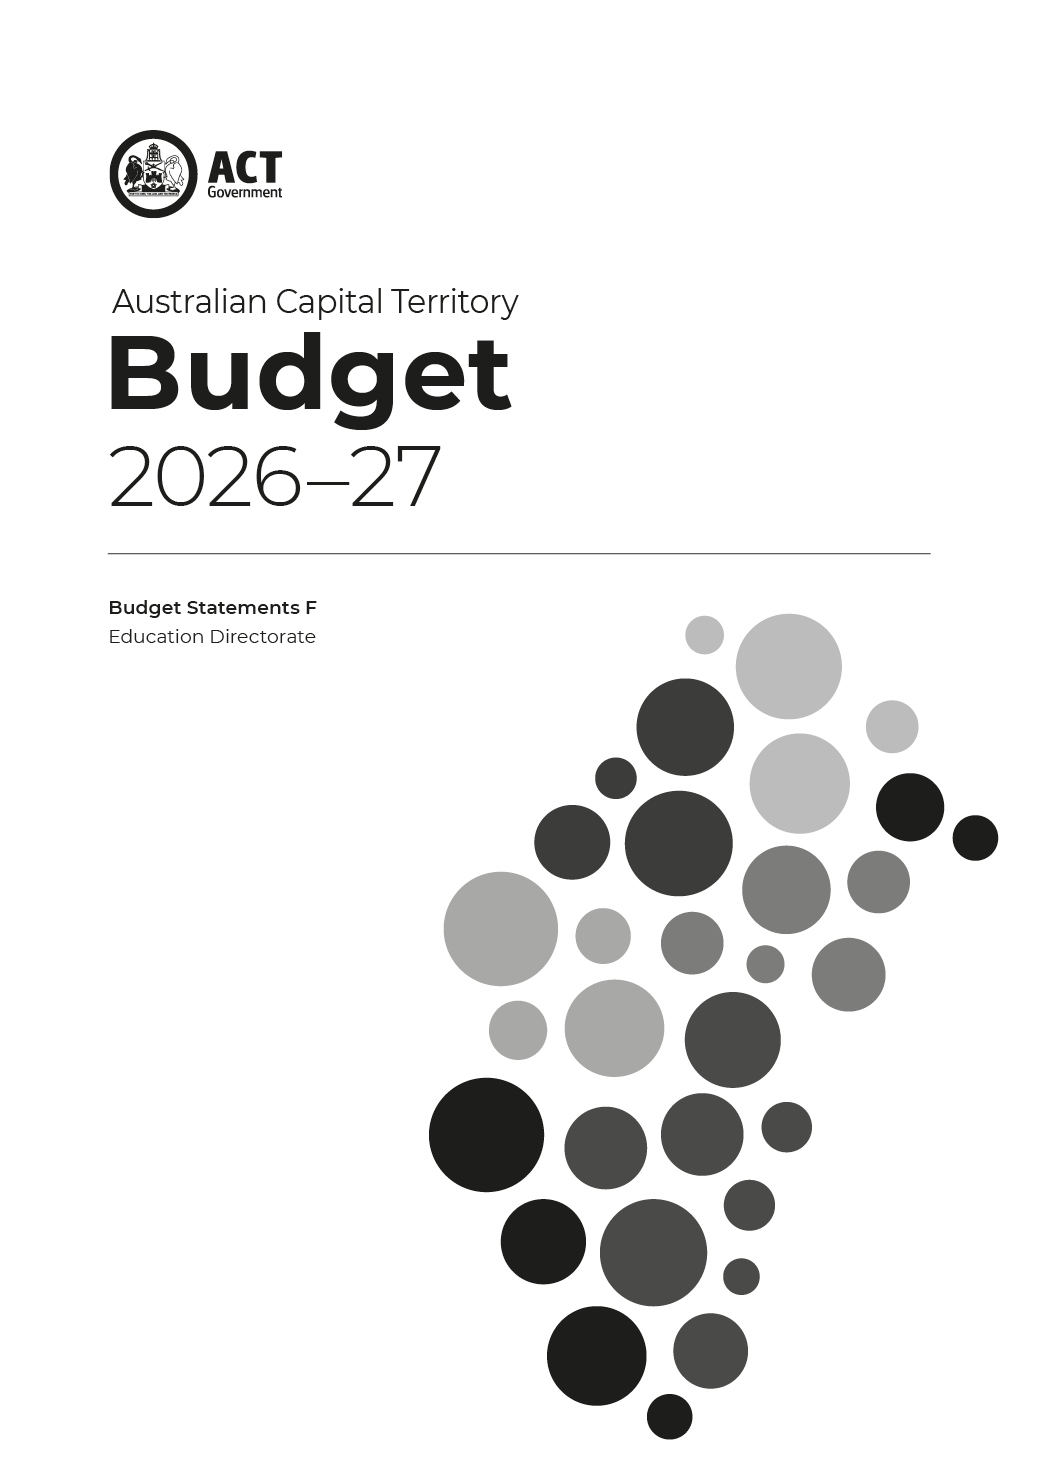 ACT
Government
Australian Capital Territory
Budget
2026–27
Budget Statements F
Education Directorate